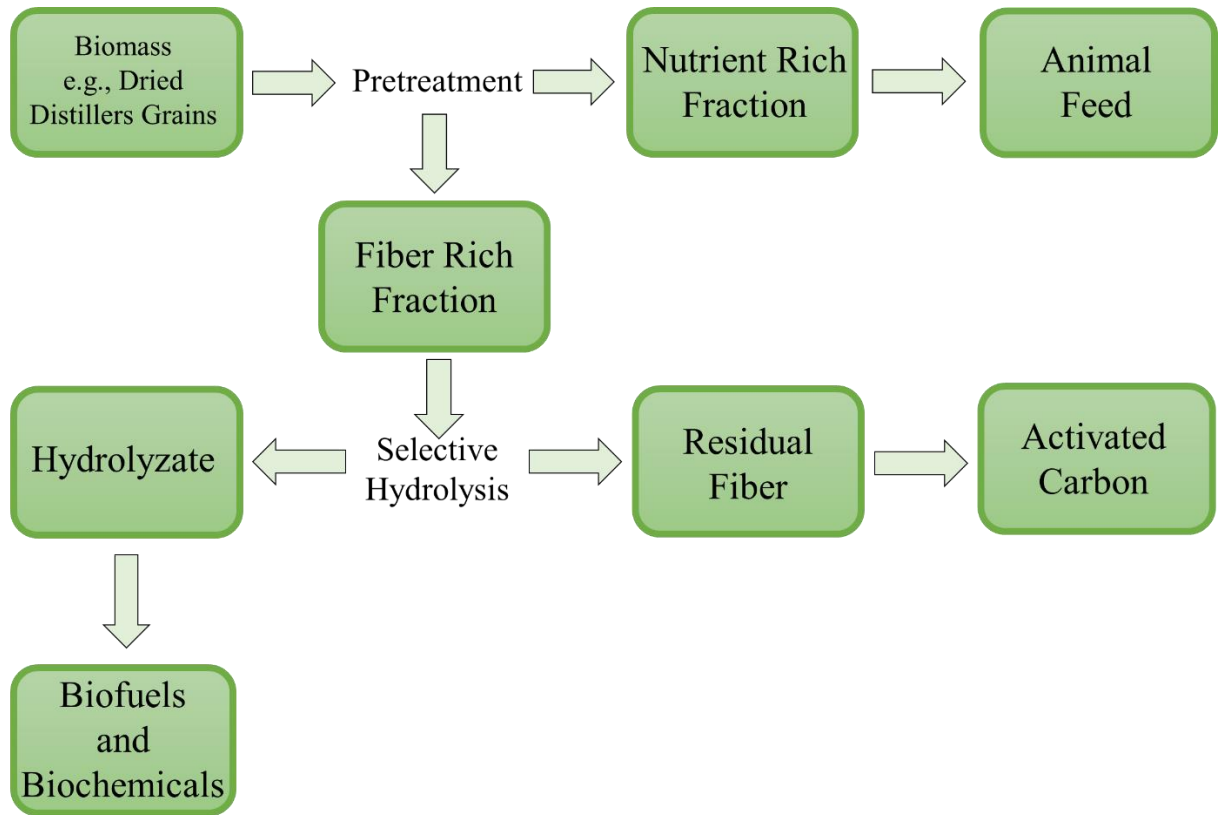 Biomass
e.g., Dried
Distillers Grains
Pretreatment
Nutrient Rich
Fraction
Animal
Feed
Fiber Rich
Fraction
Hydrolyzate
Selective
Hydrolysis
Residual
Fiber
Activated
Carbon
Biofuels
and
Biochemicals